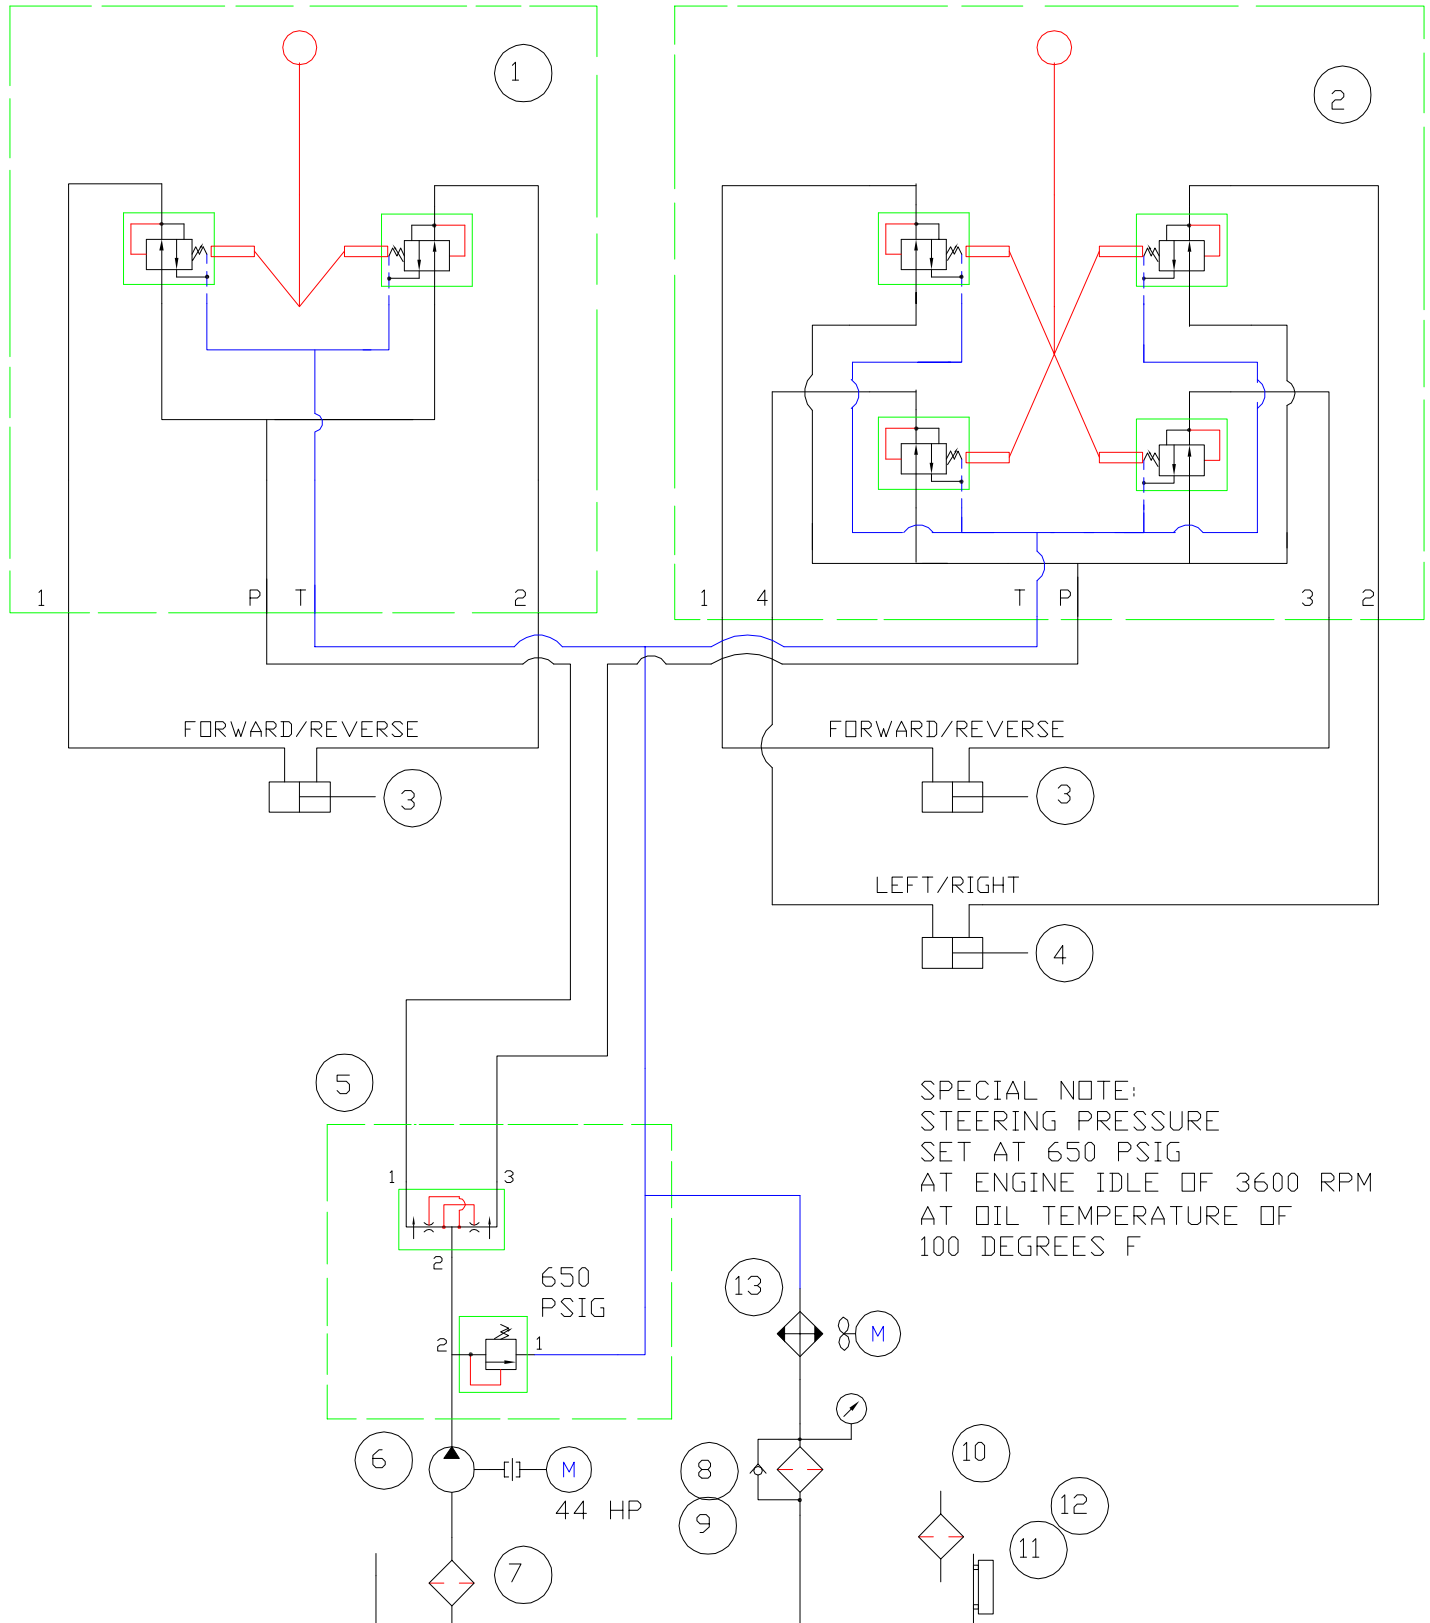 1
2
1
P
T
2
1
4
T
P
3
2
FORWARD/REVERSE
FORWARD/REVERSE
3
3
LEFT/RIGHT
4
5
SPECIAL NOTE:
STEERING PRESSURE
SET AT 650 PSIG
AT ENGINE IDLE OF 3600 RPM
AT OIL TEMPERATURE OF
100 DEGREES F
1
3
2
650
PSIG
2
1
13
M
6
M
44 HP
8
9
10
12
11
7